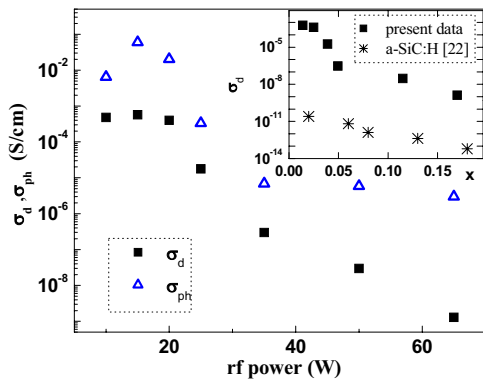 σd ,σph (S/cm)
10-2
10-4
10-6
10-8
0
20
40
60
rf power (W)
σd
σph
σd
10-5
10-8
10-11
10-14
0.00
0.05
0.10
0.15
x
present data
a-SiC:H [22]